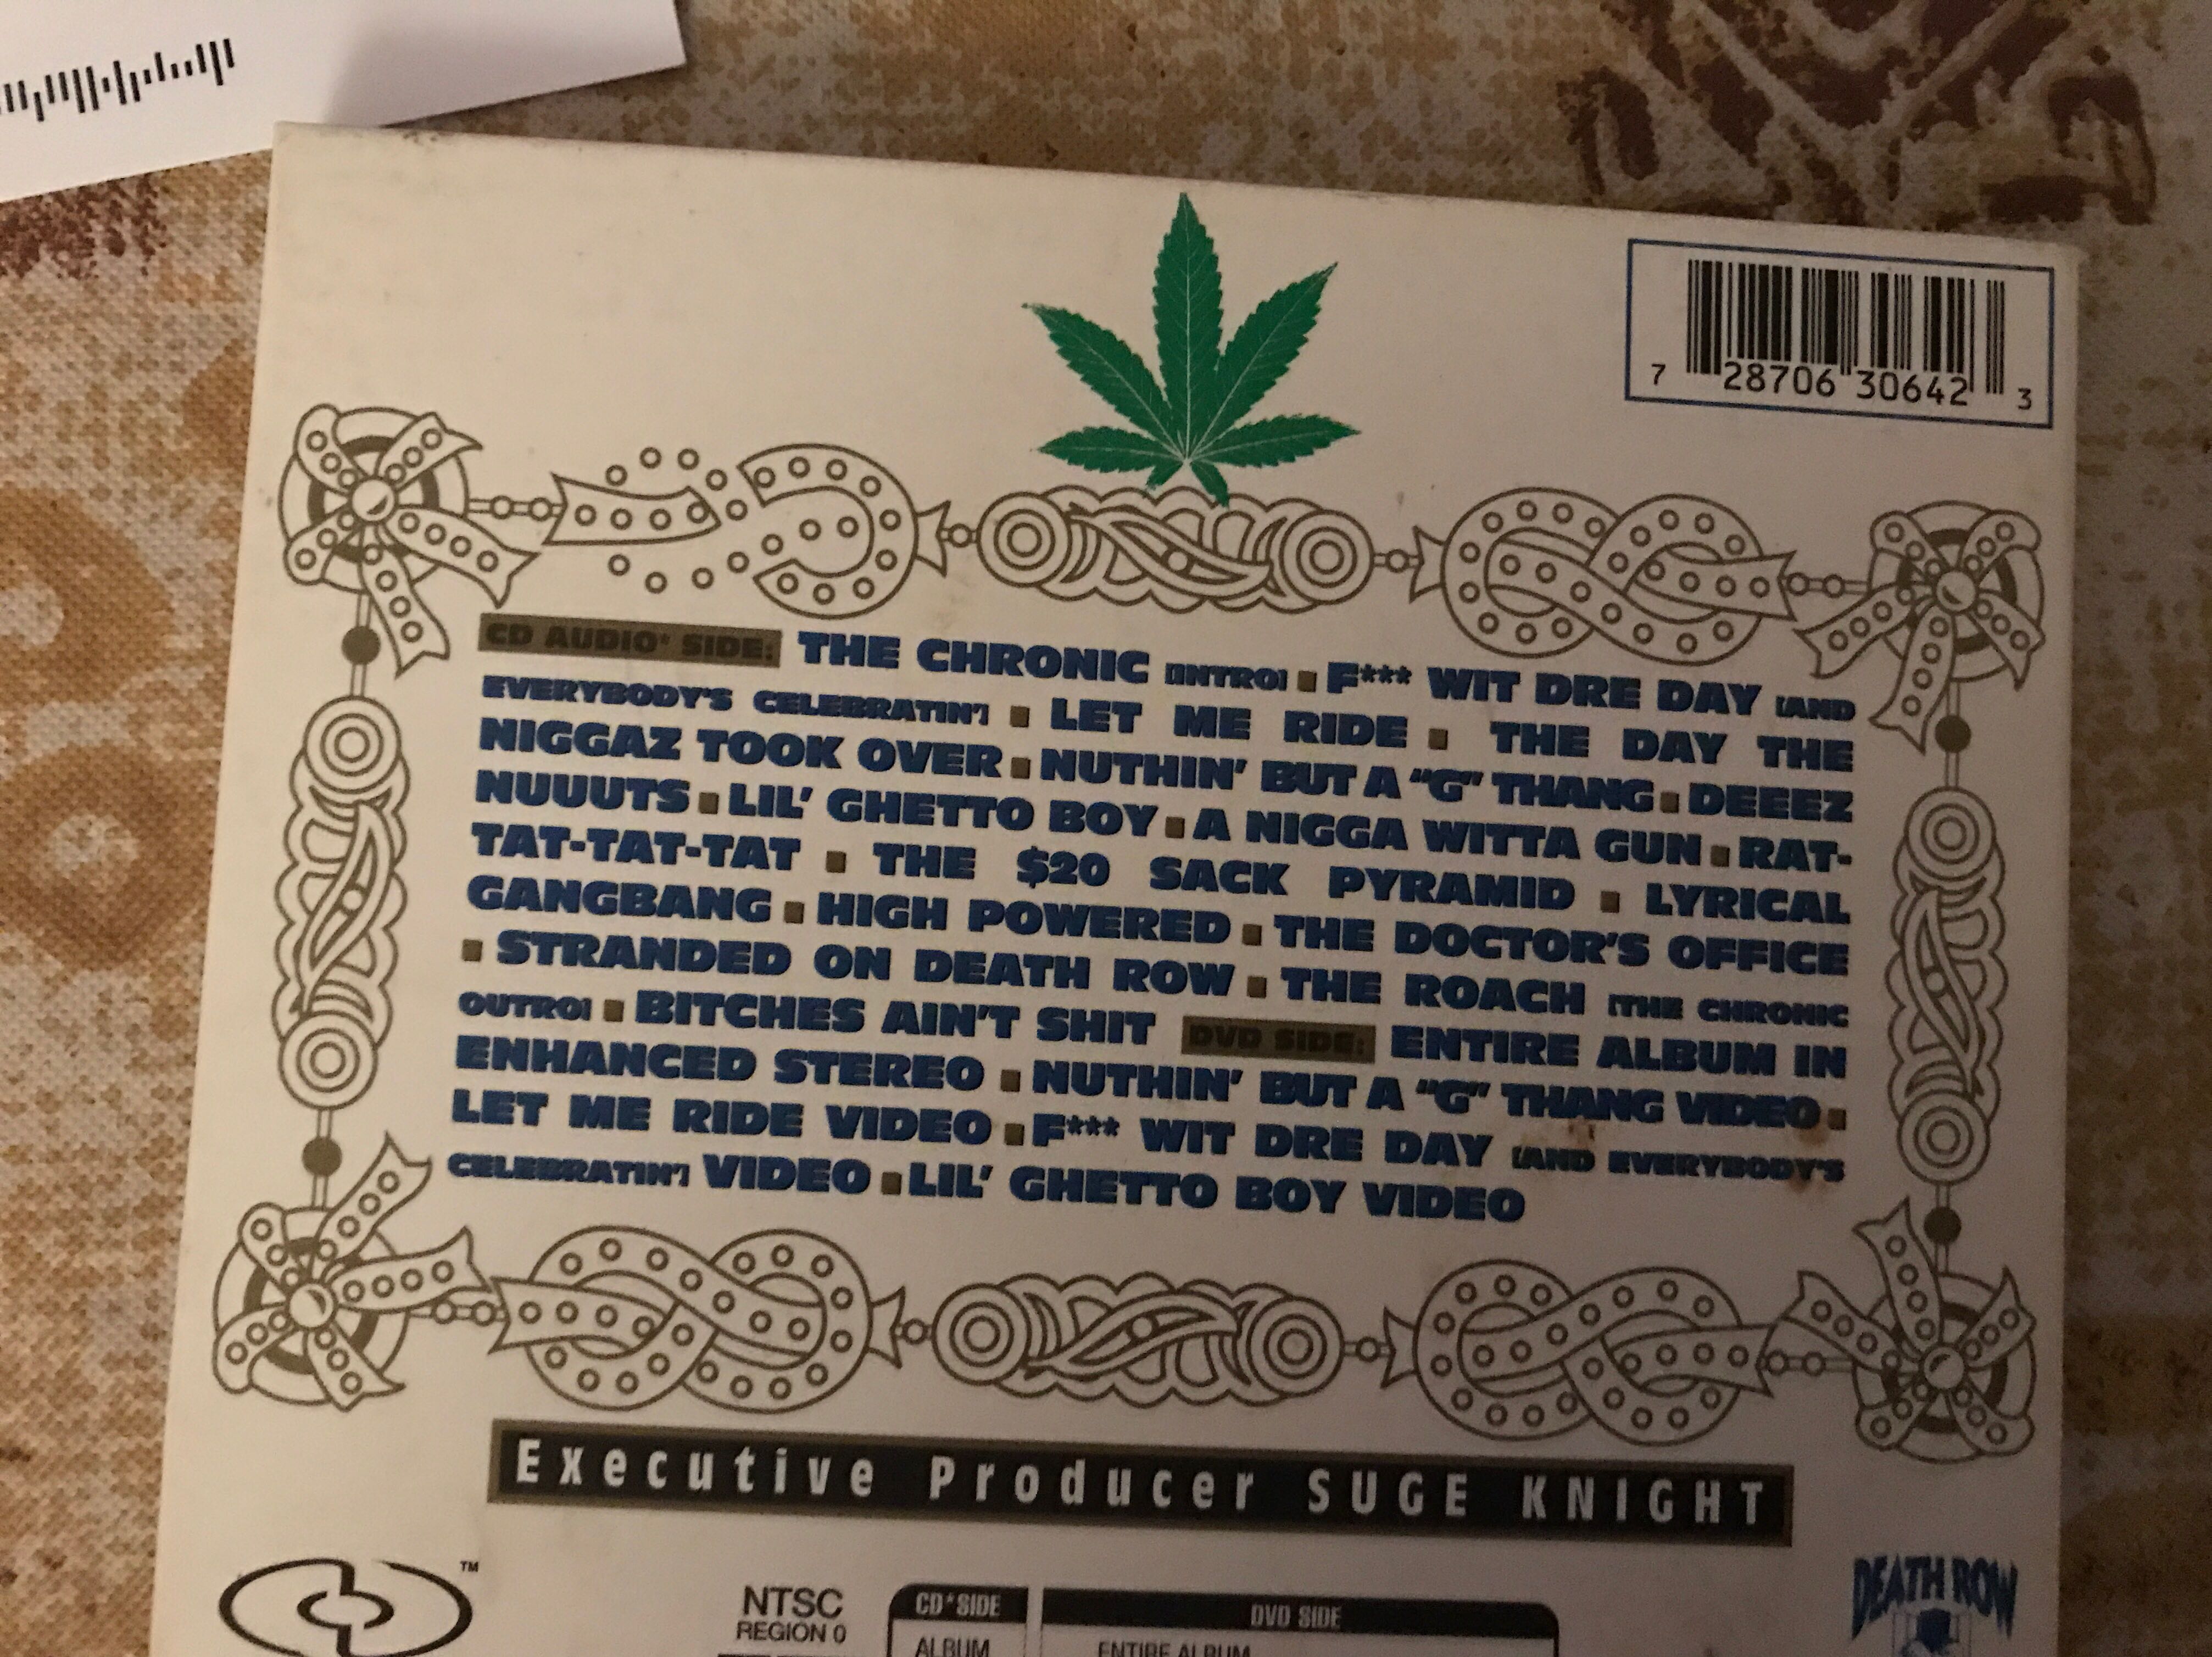 7 28706 30642 3
CD AUDIO* SIDE: THE CHRONIC [INTRO] ■ F*** WIT DRE DAY [AND
EVERYBODY'S CELEBRATIN'] ■ LET ME RIDE ■ THE DAY THE
NIGGAZ TOOK OVER ■ NUTHIN' BUT A "G" THANG ■ DEEEZ
NUUUTS ■ LIL' GHETTO BOY ■ A NIGGA WITTA GUN ■ RAT-
TAT-TAT-TAT ■ THE $20 SACK PYRAMID ■ LYRICAL
GANGBANG ■ HIGH POWERED ■ THE DOCTOR'S OFFICE
■ STRANDED ON DEATH ROW ■ THE ROACH [THE CHRONIC
OUTRO] ■ BITCHES AIN'T SHIT DVD SIDE: ENTIRE ALBUM IN
ENHANCED STEREO ■ NUTHIN' BUT A "G" THANG VIDEO ■
LET ME RIDE VIDEO ■ F*** WIT DRE DAY [AND EVERYBODY'S
CELEBRATIN'] VIDEO ■ LIL' GHETTO BOY VIDEO
Executive Producer SUGE KNIGHT
TM
NTSC
REGION 0
CD* SIDE
ALBUM
DVD SIDE
ENTIRE ALBUM
DEATH ROW